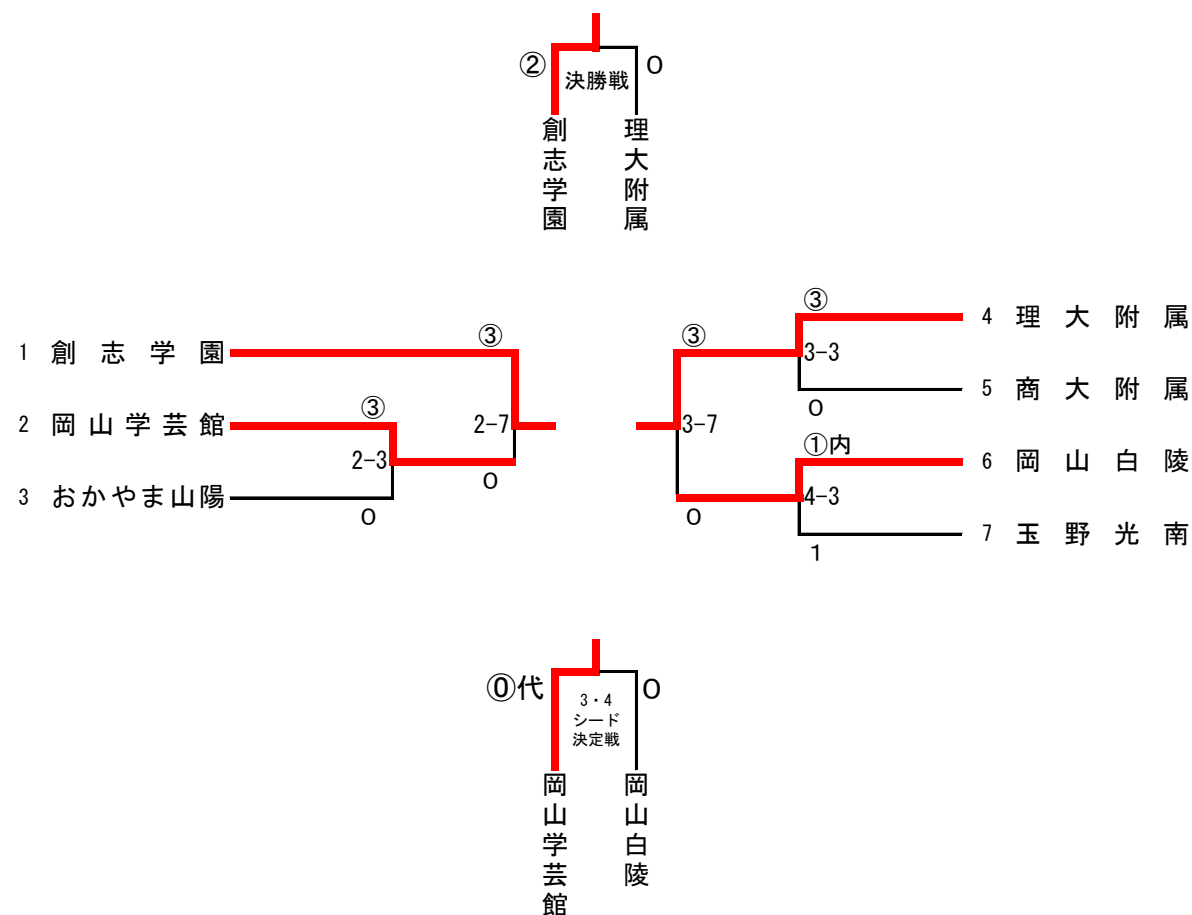 ② 0
決勝戦
創志学園
理大附属
③
4 理大附属
③ ③
1 創志学園
3-3
5 商大附属
0
③
2 岡山学芸館
2-7
3-7
①内
2-3
6 岡山白陵
0
3 おかやま山陽
0
0
4-3
7 玉野光南
1
⓪代 0
3・4
シード
決定戦
岡山学芸館
岡山白陵